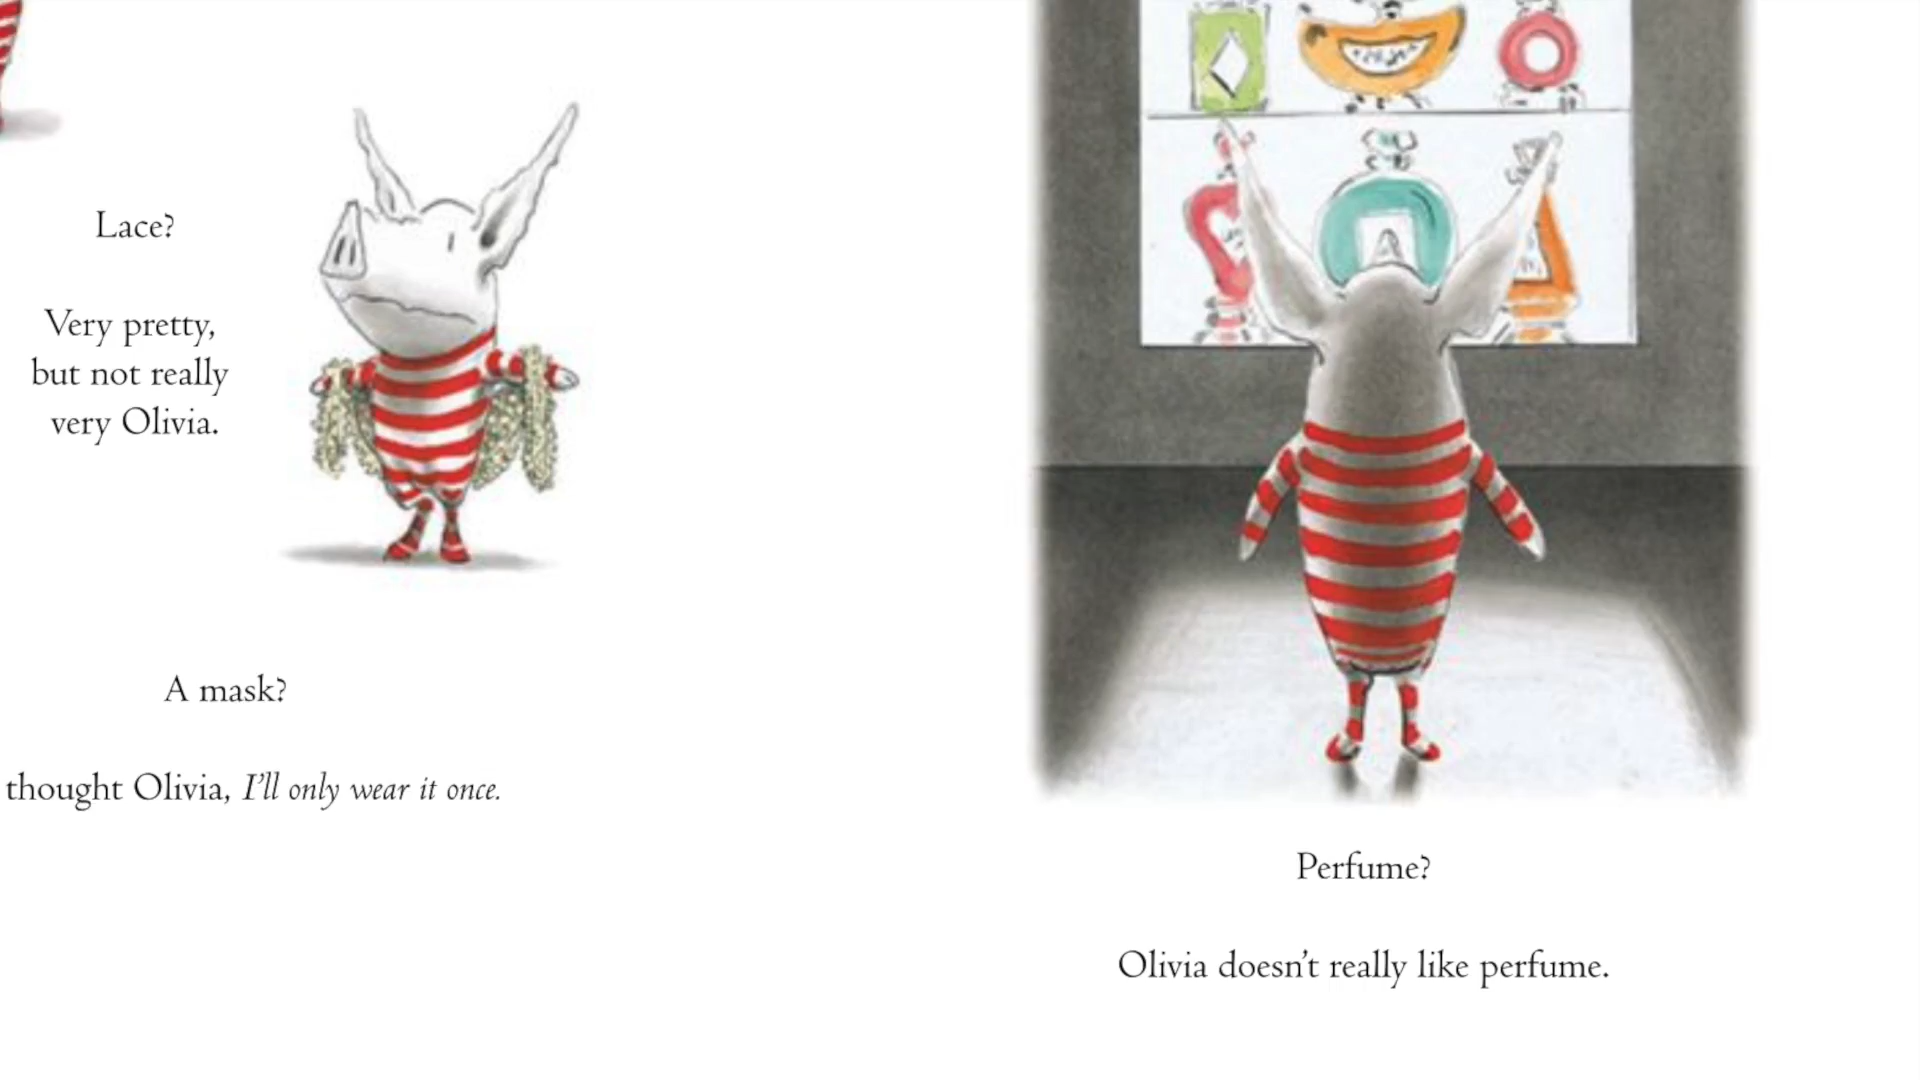 Lace?
Very pretty,
but not really
very Olivia.
A mask?
thought Olivia, I'll only wear it once.
Perfume?
Olivia doesn't really like perfume.